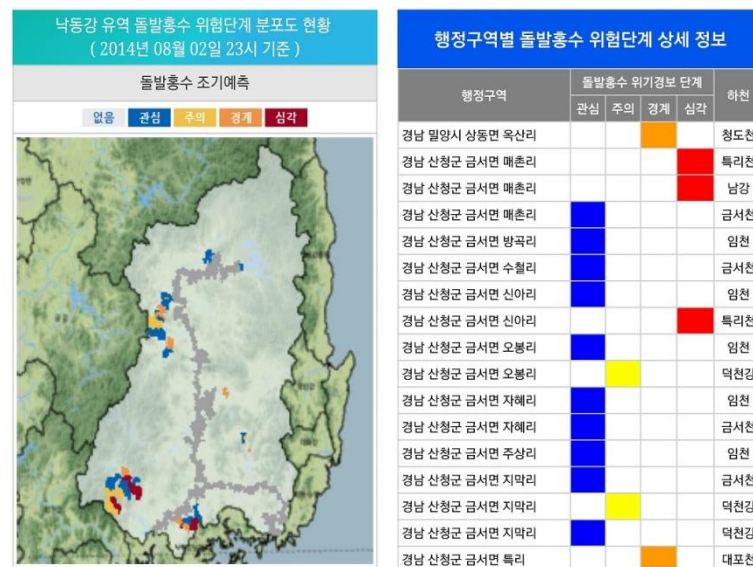 낙동강 유역 돌발홍수 위험단계 분포도 현황
( 2014년 08월 02일 23시 기준 )
돌발홍수 조기예측
없음 관심 주의 경계 심각
행정구역별 돌발홍수 위험단계 상세 정보
행정구역 돌발홍수 위기경보 단계 하천
관심 주의 경계 심각
경남 밀양시 상동면 옥산리 청도천
경남 산청군 금서면 매촌리 특리천
경남 산청군 금서면 매촌리 남강
경남 산청군 금서면 매촌리 금서천
경남 산청군 금서면 방곡리 임천
경남 산청군 금서면 수철리 금서천
경남 산청군 금서면 신아리 임천
경남 산청군 금서면 신아리 특리천
경남 산청군 금서면 오봉리 임천
경남 산청군 금서면 오봉리 덕천강
경남 산청군 금서면 자혜리 임천
경남 산청군 금서면 자혜리 금서천
경남 산청군 금서면 주상리 임천
경남 산청군 금서면 지막리 금서천
경남 산청군 금서면 지막리 덕천강
경남 산청군 금서면 지막리 덕천강
경남 산청군 금서면 특리 대포천